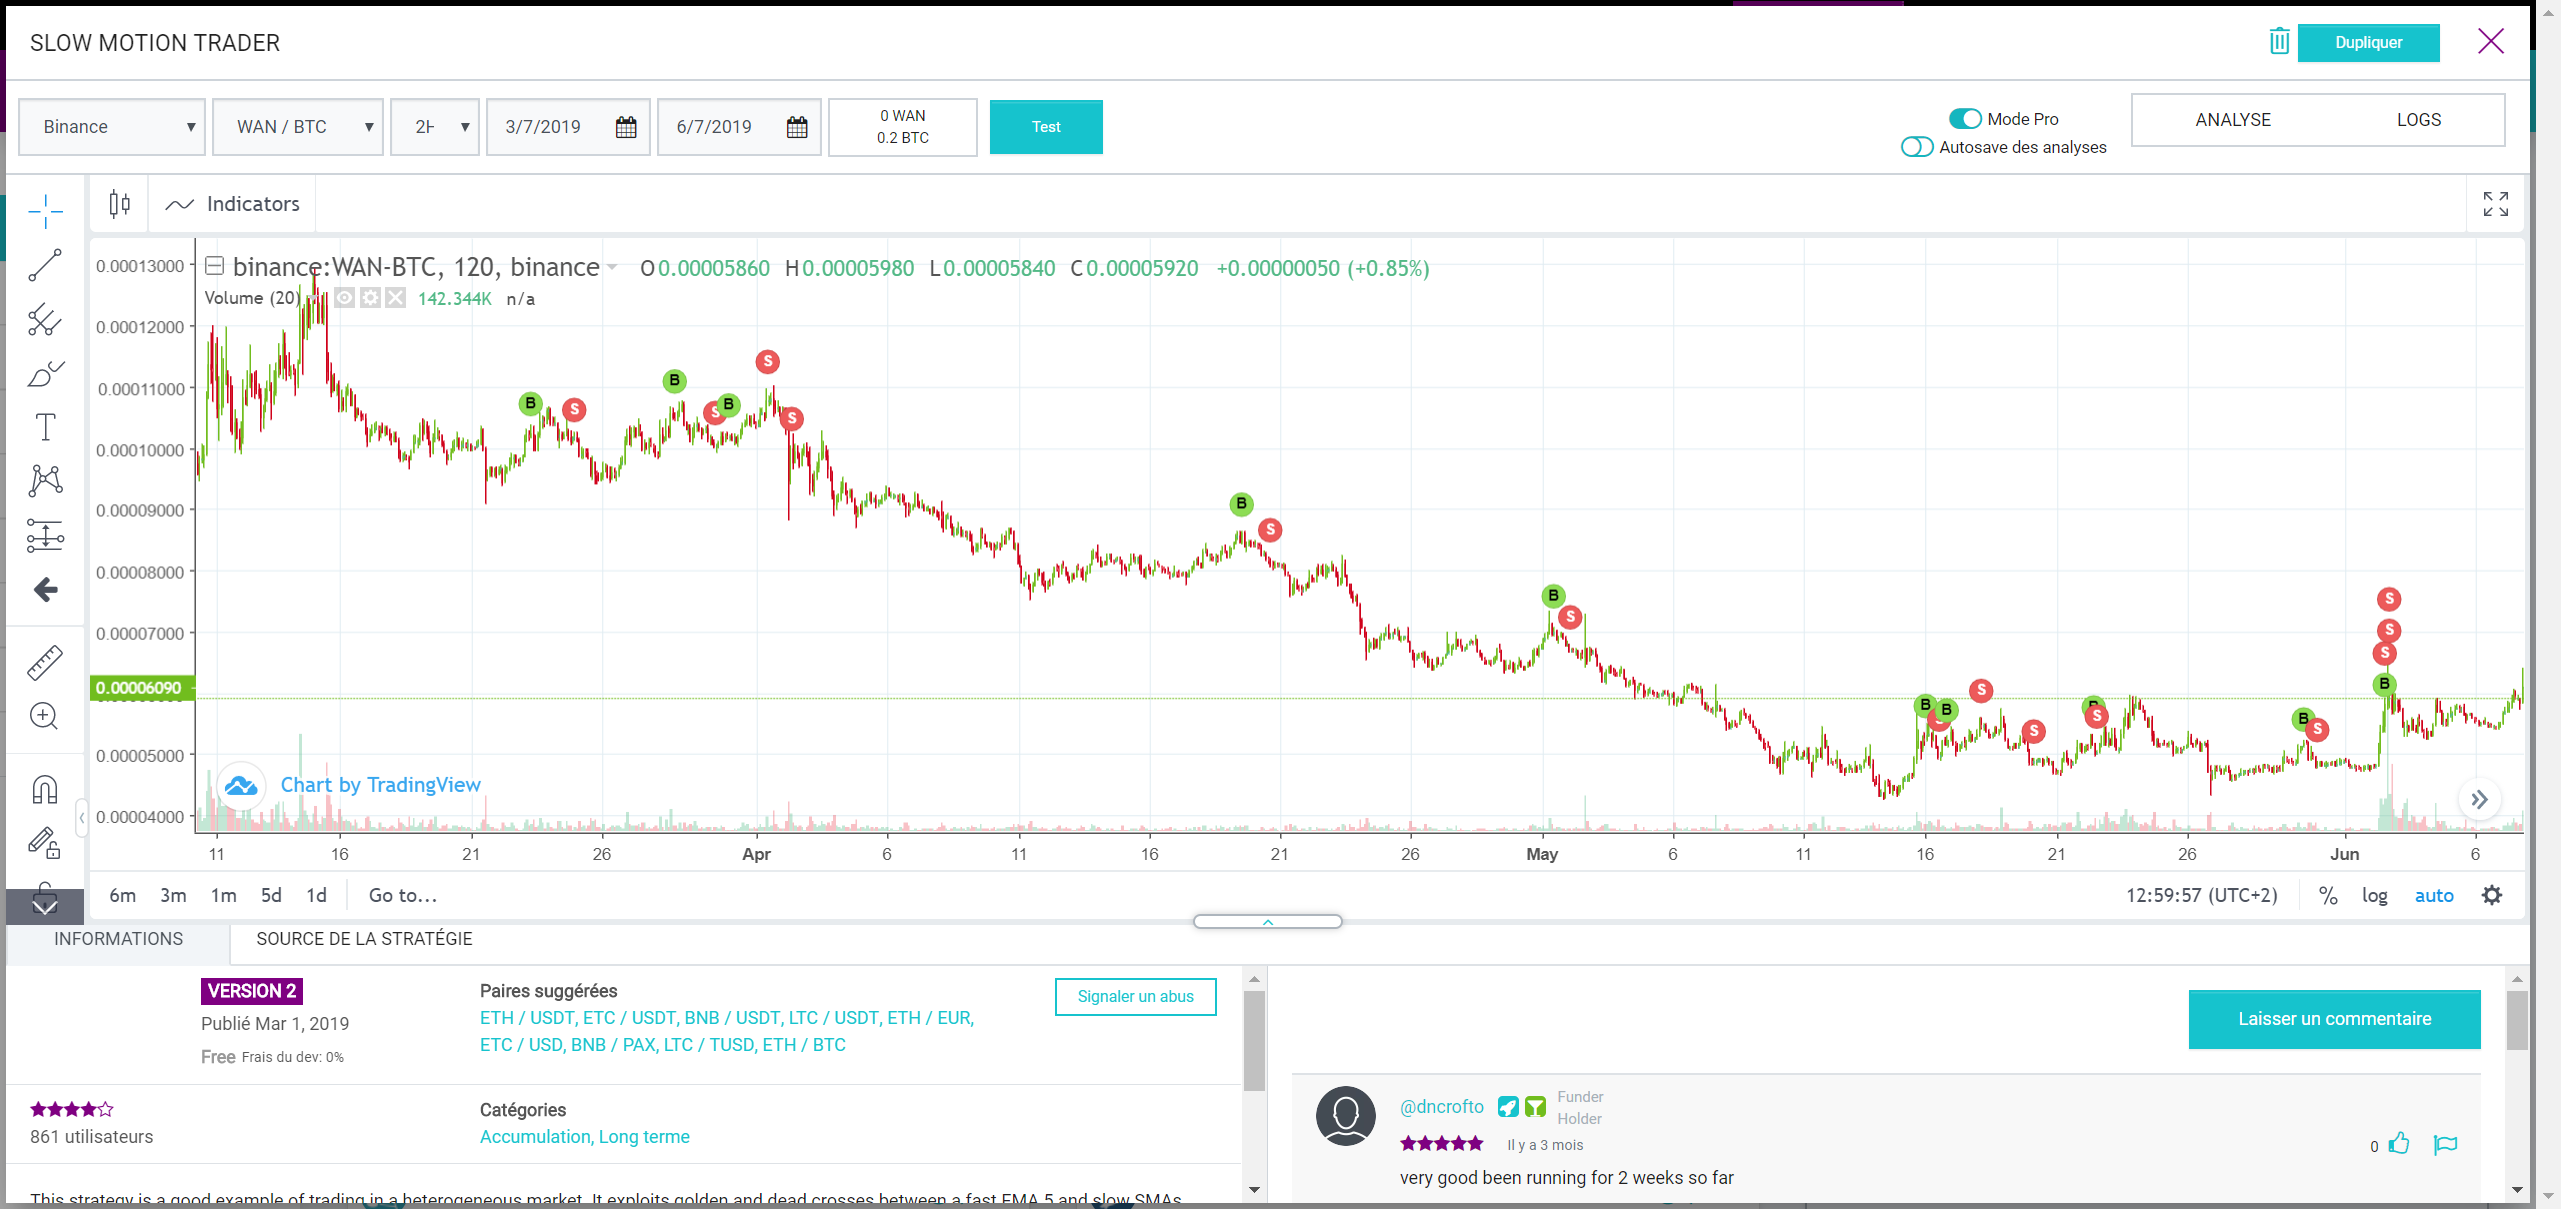 SLOW MOTION TRADER
Dupliquer
Binance
WAN / BTC
3/7/2019
6/7/2019
0 WAN
0.2 BTC
Test
Mode Pro
Autosave des analyses
ANALYSE
LOGS
Indicators
binance:WAN-BTC, 120, binance O0.00005860 H0.00005980 L0.00005840 C0.00005920 +0.00000050 (+0.85%)
Volume (20) 142.344K n/a
0.00013000
0.00012000
0.00011000
0.00010000
0.00009000
0.00008000
0.00007000
0.00006090
0.00005000
0.00004000
B S B S B S S B S B S B S B S S B S B S S S S B
Chart by TradingView
11 16 21 26 Apr 6 11 16 21 26 May 6 11 16 21 26 Jun 6
6m 3m 1m 5d 1d Go to... 12:59:57 (UTC+2) % log auto
INFORMATIONS
SOURCE DE LA STRATÉGIE
VERSION 2
Publié Mar 1, 2019
Free Frais du dev: 0%
Paires suggérées
ETH / USDT, ETC / USDT, BNB / USDT, LTC / USDT, ETH / EUR,
ETC / USD, BNB / PAX, LTC / TUSD, ETH / BTC
Signaler un abus
861 utilisateurs
Catégories
Accumulation, Long terme
This strategy is a good example of trading in a heterogeneous market. It exploits golden and dead crosses between a fast EMA 5 and slow SMAs
Laisser un commentaire
@dncrofto
Funder
Holder
Il y a 3 mois
0
very good been running for 2 weeks so far